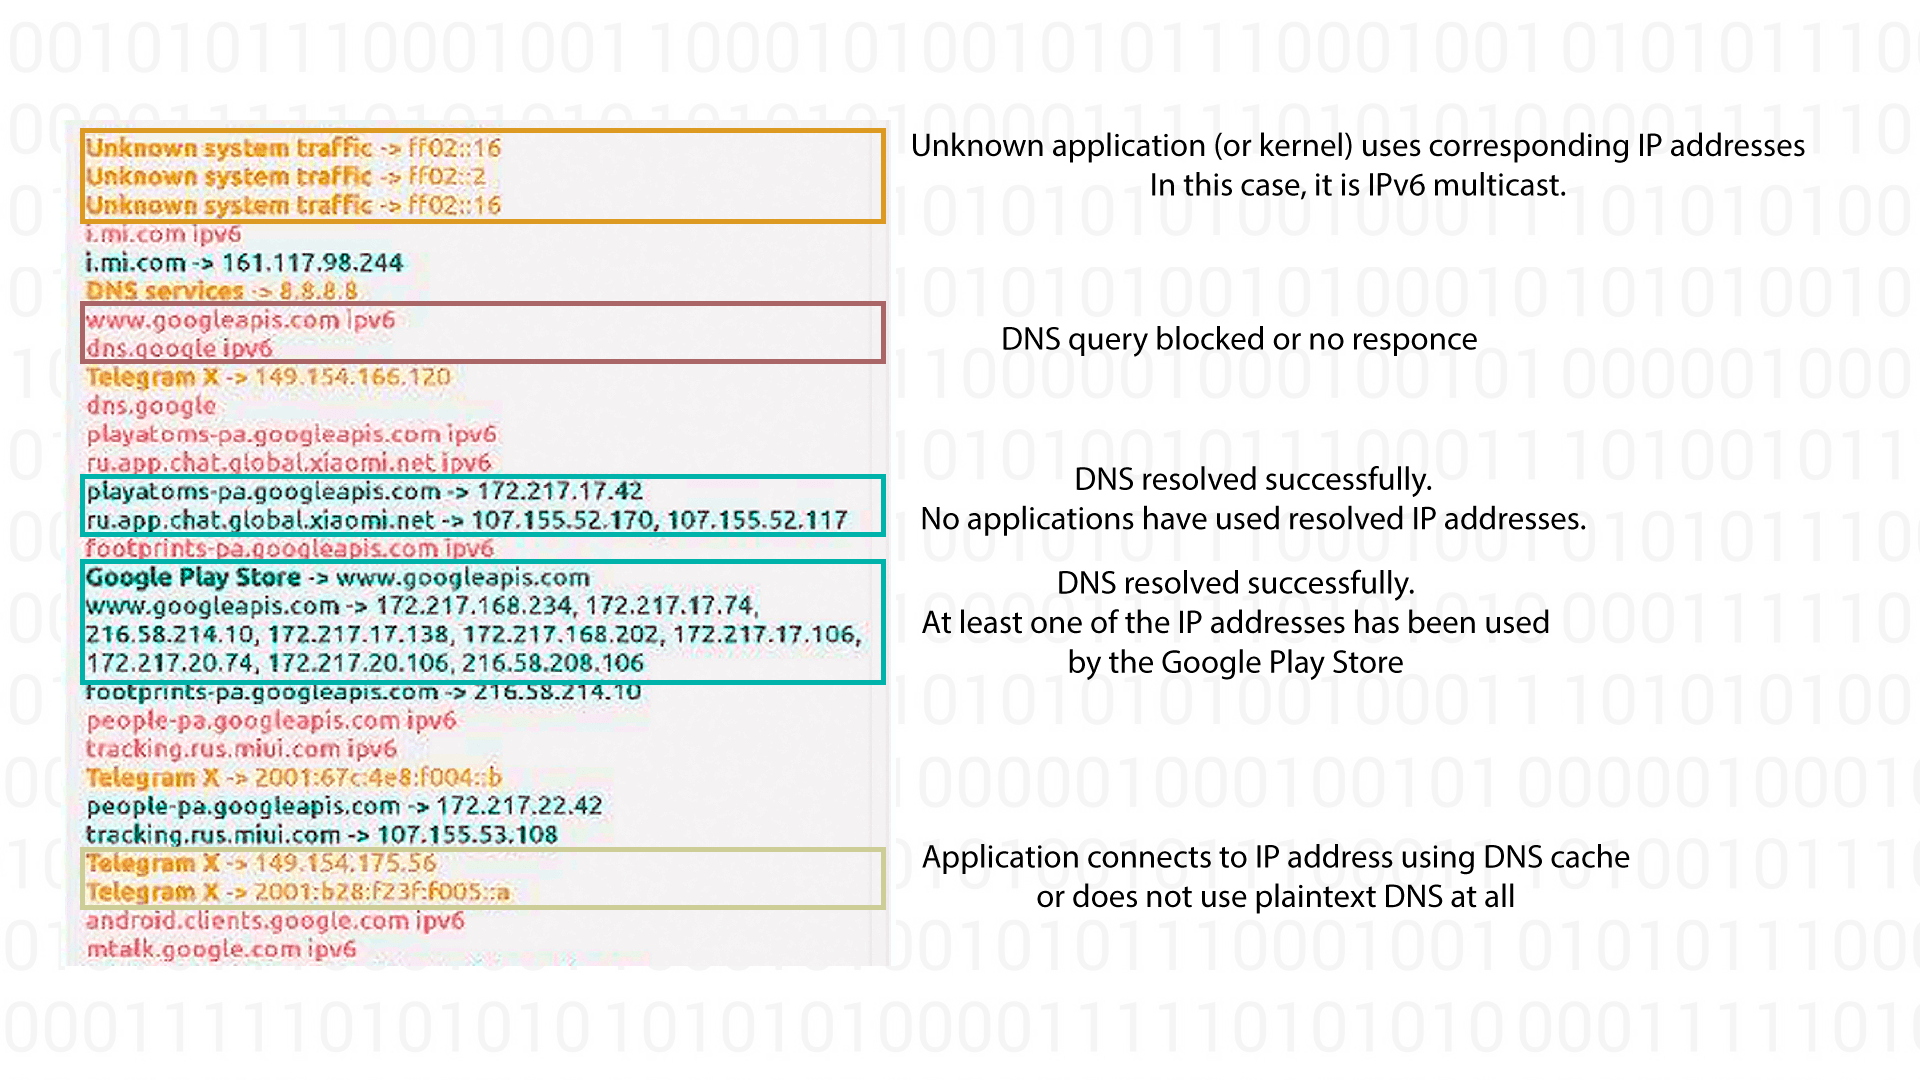 Unknown system traffic -> ff02::16
Unknown system traffic -> ff02::2
Unknown system traffic -> ff02::16
i.mi.com ipv6
i.mi.com -> 161.117.98.244
DNS services -> 8.8.8.8
www.googleapis.com ipv6
dns.google ipv6
Telegram X -> 149.154.166.120
dns.google
playatoms-pa.googleapis.com ipv6
ru.app.chat.global.xiaomi.net ipv6
playatoms-pa.googleapis.com -> 172.217.17.42
ru.app.chat.global.xiaomi.net -> 107.155.52.170, 107.155.52.117
footprints-pa.googleapis.com ipv6
Google Play Store -> www.googleapis.com
www.googleapis.com -> 172.217.168.234, 172.217.17.74,
216.58.214.10, 172.217.17.138, 172.217.168.202, 172.217.17.106,
172.217.20.74, 172.217.20.106, 216.58.208.106
footprints-pa.googleapis.com -> 216.58.214.10
people-pa.googleapis.com ipv6
tracking.rus.miui.com ipv6
Telegram X -> 2001:67c:4e8:f004::b
people-pa.googleapis.com -> 172.217.22.42
tracking.rus.miui.com -> 107.155.53.108
Telegram X -> 149.154.175.56
Telegram X -> 2001:b28:f23f:f005::a
android.clients.google.com ipv6
mtalk.google.com ipv6
Unknown application (or kernel) uses corresponding IP addresses
In this case, it is IPv6 multicast.
DNS query blocked or no responce
DNS resolved successfully.
No applications have used resolved IP addresses.
DNS resolved successfully.
At least one of the IP addresses has been used
by the Google Play Store
Application connects to IP address using DNS cache
or does not use plaintext DNS at all